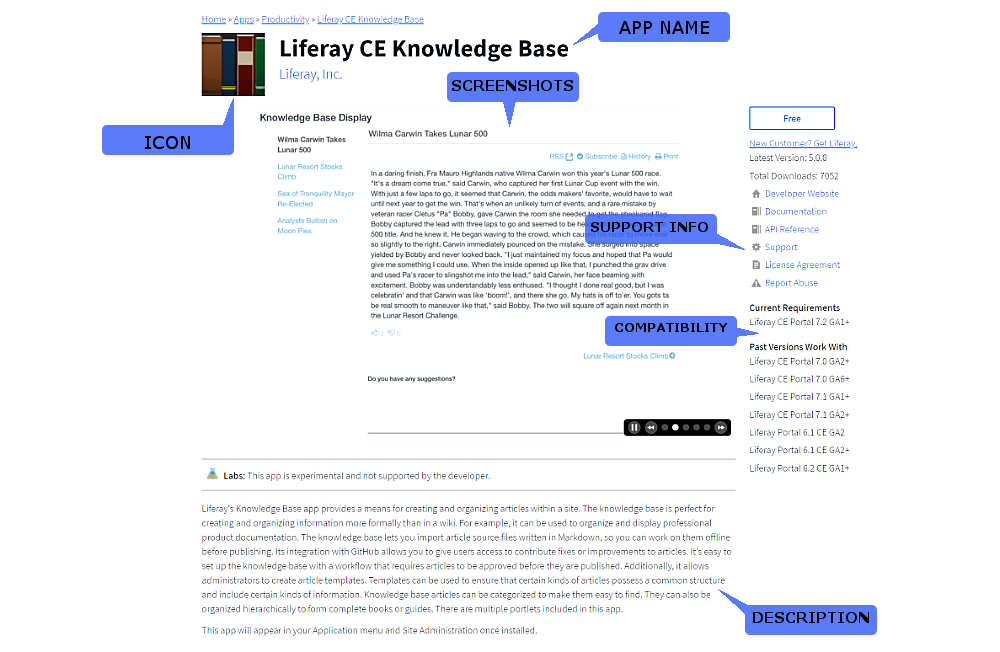 Home » Apps » Productivity » Liferay CE Knowledge Base
APP NAME
Liferay CE Knowledge Base
Liferay, Inc.
SCREENSHOTS
ICON
Knowledge Base Display
Wilma Carwin Takes
Lunar 500
Lunar Resort Stocks
Climb
Sea of Tranquility Mayor
Re-Elected
Analysts Bullish on
Moon Pies
Wilma Carwin Takes Lunar 500
RSS Subscribe History Print
In a daring finish, Fra Mauro Highlands native Wilma Carwin won this year's Lunar 500 race.
"It's a dream come true," said Carwin, who captured her first Lunar Cup event with the win.
With just a few laps to go, it seemed that Carwin, the odds makers' favorite, would have to wait
until next year to get the win. That's when an unlikely turn of events, and a rare mistake by
veteran racer Cletus "Pa" Bobby, gave Carwin the room she needed to get the checkered flag.
Bobby captured the lead with three laps to go and seemed to be he
500 title. And he knew it. He began waving to the crowd, which cau
so slightly to the right. Carwin immediately pounced on the mistake. She surged into space
yielded by Bobby and never looked back. "I just maintained my focus and hoped that Pa would
give me something I could use. When the inside opened up like that, I punched the grav drive
and used Pa's racer to slingshot me into the lead," said Carwin, her face beaming with
excitement. Bobby was understandably less enthused. "I thought I done real good, but I was
celebratin' and that Carwin was like 'boom!', and there she go. My hats is off to'er. You gots ta
be real smooth to maneuver like that," said Bobby. The two will square off again next month in
the Lunar Resort Challenge.
1 0
Lunar Resort Stocks Climb
Do you have any suggestions?
SUPPORT INFO
COMPATIBILITY
Free
New Customer? Get Liferay.
Latest Version: 5.0.0
Total Downloads: 7052
Developer Website
Documentation
API Reference
Support
License Agreement
Report Abuse
Current Requirements
Liferay CE Portal 7.2 GA1+
Past Versions Work With
Liferay CE Portal 7.0 GA2+
Liferay CE Portal 7.0 GA6+
Liferay CE Portal 7.1 GA1+
Liferay CE Portal 7.1 GA2+
Liferay Portal 6.1 CE GA2
Liferay Portal 6.1 CE GA2+
Liferay Portal 6.2 CE GA1+
Labs: This app is experimental and not supported by the developer.
Liferay's Knowledge Base app provides a means for creating and organizing articles within a site. The knowledge base is perfect for
creating and organizing information more formally than in a wiki. For example, it can be used to organize and display professional
product documentation. The knowledge base lets you import article source files written in Markdown, so you can work on them offline
before publishing. Its integration with GitHub allows you to give users access to contribute fixes or improvements to articles. It's easy to
set up the knowledge base with a workflow that requires articles to be approved before they are published. Additionally, it allows
administrators to create article templates. Templates can be used to ensure that certain kinds of articles possess a common structure
and include certain kinds of information. Knowledge base articles can be categorized to make them easy to find. They can also be
organized hierarchically to form complete books or guides. There are multiple portlets included in this app.
DESCRIPTION
This app will appear in your Application menu and Site Administration once installed.